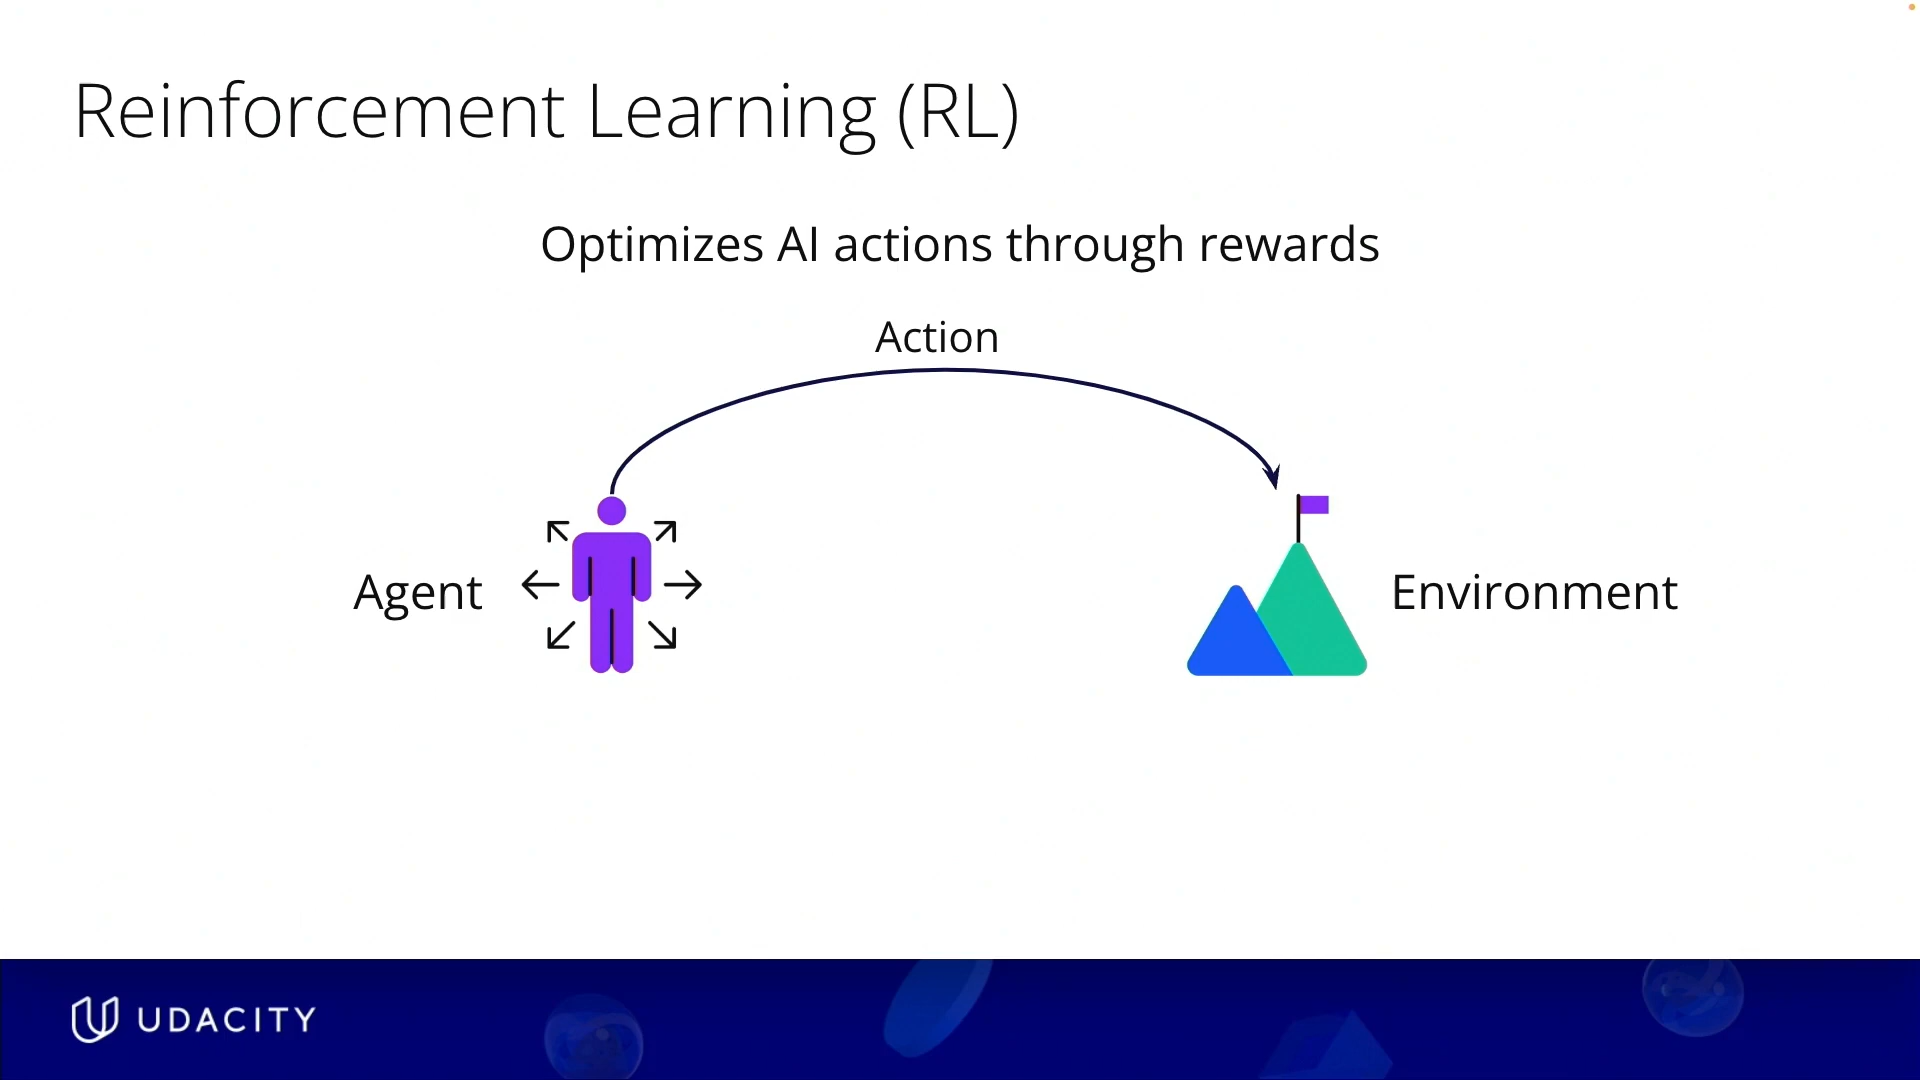 Reinforcement Learning (RL)
Optimizes AI actions through rewards
Action
Agent
Environment
UDACITY